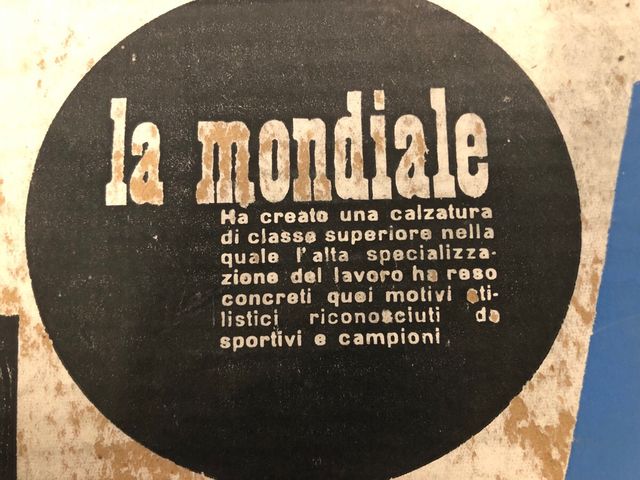 la mondiale
Ha creato una calzatura
di classe superiore nella
quale l'alta specializza-
zione del lavoro ha reso
concreti quei motivi sti-
listici riconosciuti da
sportivi e campioni